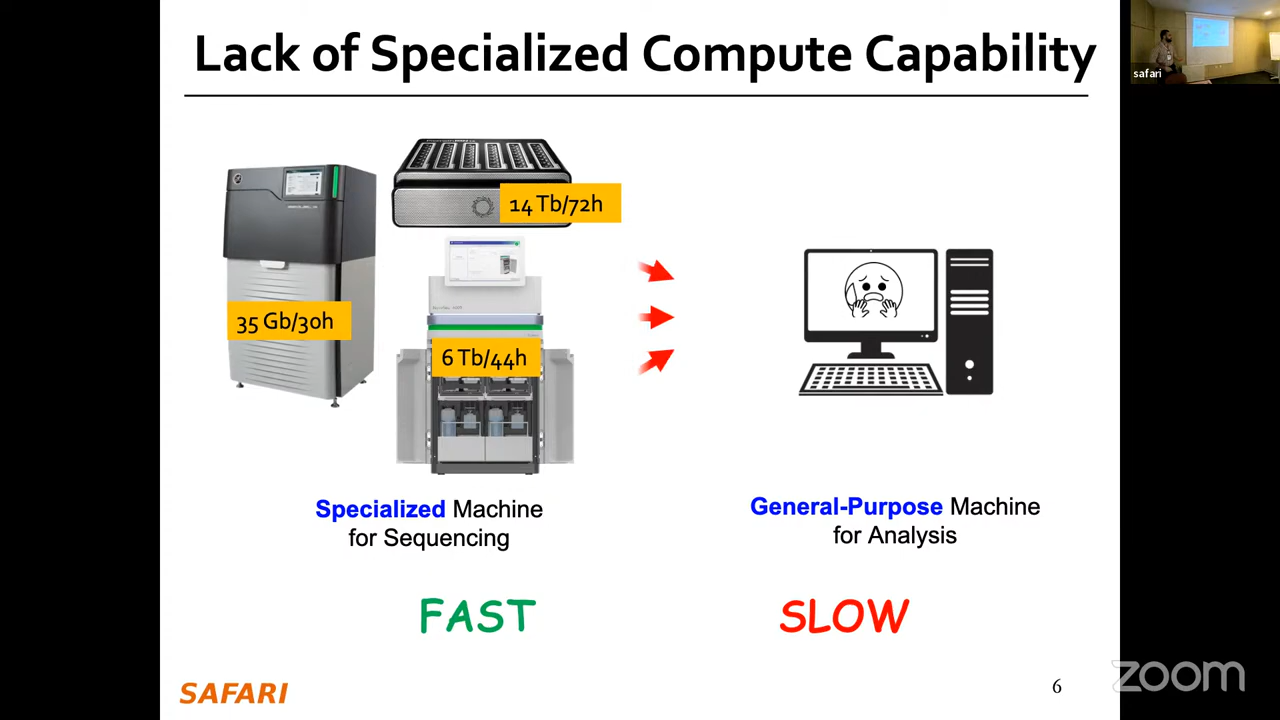 Lack of Specialized Compute Capability
safari
14 Tb/72h
35 Gb/30h
6 Tb/44h
Specialized Machine
for Sequencing
General-Purpose Machine
for Analysis
FAST
SLOW
SAFARI
6
zoom